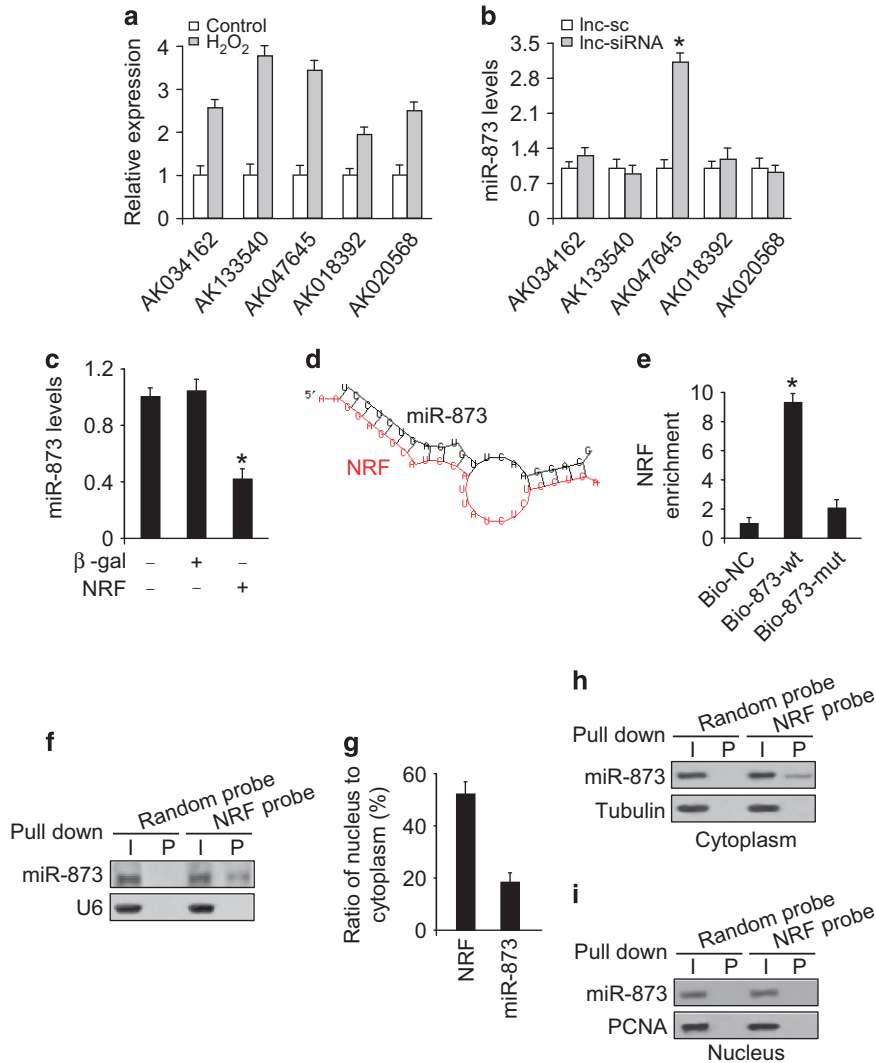 a
Control
H2O2
Relative expression
4
3
2
1
0
AK034162
AK133540
AK047645
AK018392
AK020568
b
lnc-sc
lnc-siRNA
miR-873 levels
3.5
2.8
2.1
1.4
0.7
0
*
AK034162
AK133540
AK047645
AK018392
AK020568
c
miR-873 levels
1.2
0.8
0.4
0
*
β-gal – + –
NRF – – +
d
5'
miR-873
NRF
e
NRF enrichment
10
8
6
4
2
0
*
Bio-NC
Bio-873-wt
Bio-873-mut
f
Random probe
NRF probe
Pull down
I P I P
miR-873
U6
g
Ratio of nucleus to
cytoplasm (%)
60
40
20
0
NRF
miR-873
h
Random probe
NRF probe
Pull down
I P I P
miR-873
Tubulin
Cytoplasm
i
Random probe
NRF probe
Pull down
I P I P
miR-873
PCNA
Nucleus